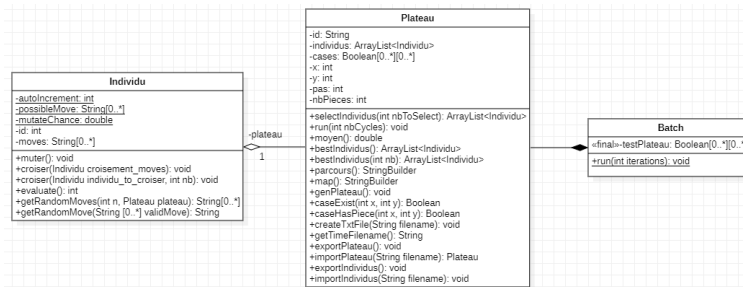 Individu
-autoIncrement: int
-possibleMove: String[0..*]
-mutateChance: double
-id: int
-moves: String[0..*]
+muter(): void
+croiser(Individu croisement_moves): void
+croiser(Individu individu_to_croiser, int nb): void
+evaluate(): int
+getRandomMoves(int n, Plateau plateau): String[0..*]
+getRandomMove(String [0..*] validMove): String
-plateau
1
Plateau
-id: String
-individus: ArrayList<Individu>
-cases: Boolean[0..*][0..*]
-x: int
-y: int
-pas: int
-nbPieces: int
+selectIndividus(int nbToSelect): ArrayList<Individu>
+run(int nbCycles): void
+moyen(): double
+bestIndividus(): ArrayList<Individu>
+bestIndividus(int nb): ArrayList<Individu>
+parcours(): StringBuilder
+map(): StringBuilder
+genPlateau(): void
+caseExist(int x, int y): Boolean
+caseHasPiece(int x, int y): Boolean
+createTxtFile(String filename): void
+getTimeFilename(): String
+exportPlateau(): void
+importPlateau(String filename): Plateau
+exportIndividus(): void
+importIndividus(String filename): void
Batch
«final»-testPlateau: Boolean[0..*][0..*
+run(int iterations): void